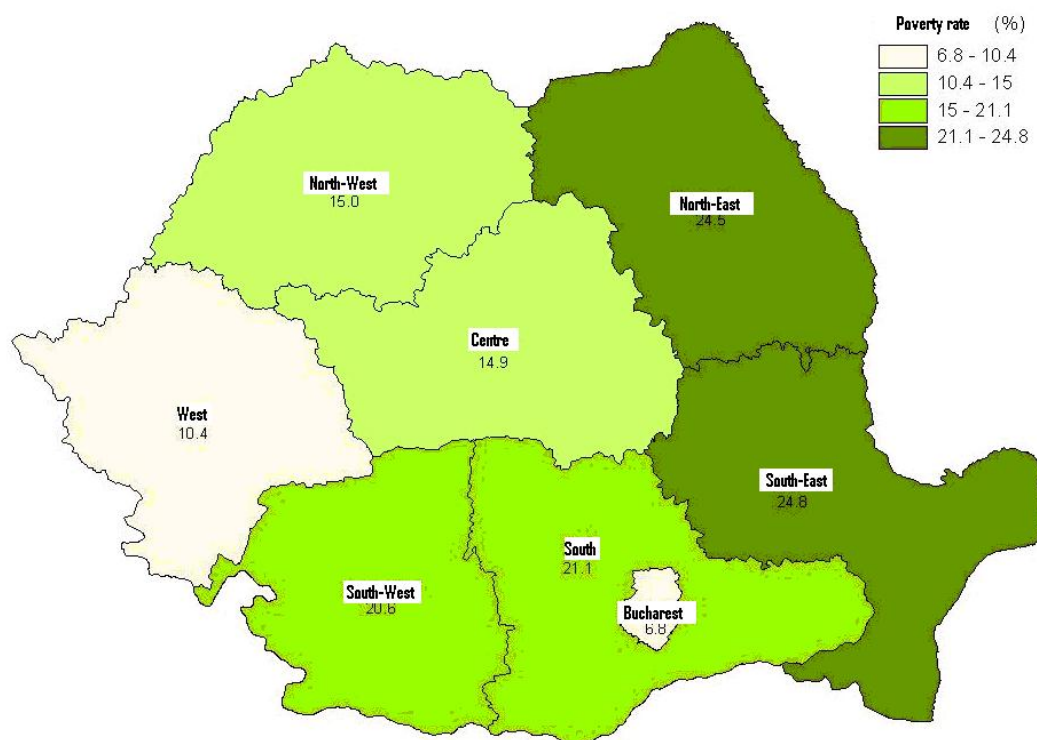 Poverty rate (%)
6.8 - 10.4
10.4 - 15
15 - 21.1
21.1 - 24.8
North-West
15.0
North-East
24.5
Centre
14.9
West
10.4
South-East
24.8
South
21.1
South-West
20.6
Bucharest
6.8